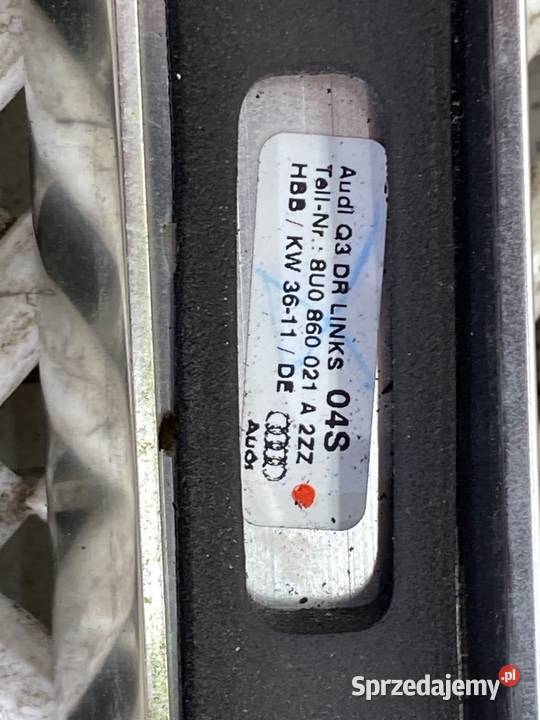 Audi Q3 DR LINKS 04S
Teil-Nr.: 8U0 860 021 A 2ZZ
HBB / KW 36-11 / DE
Audi
Sprzedajemy.pl